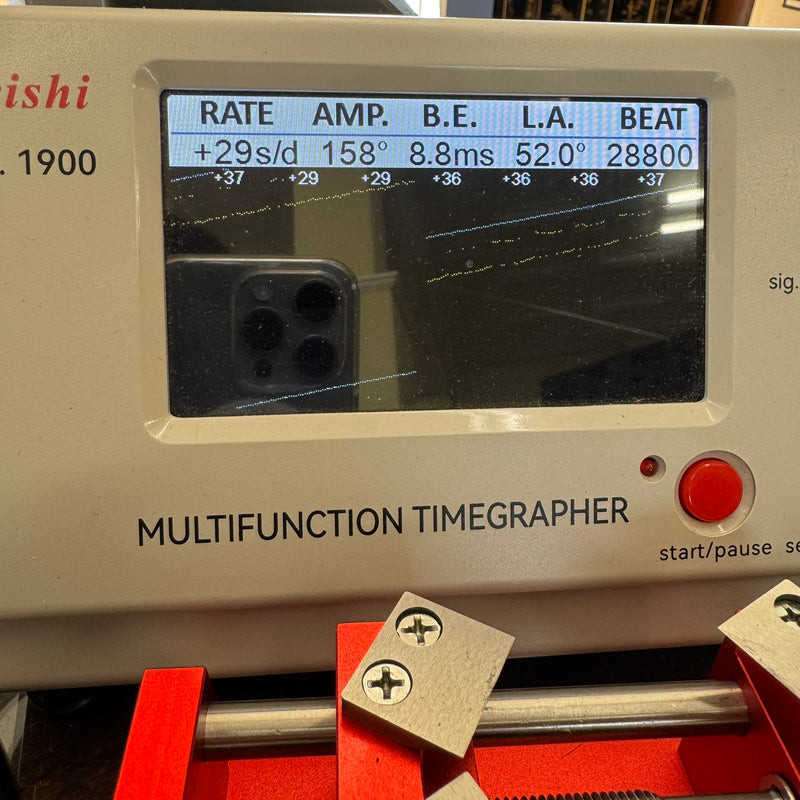 ishi
. 1900
RATE AMP. B.E. L.A. BEAT
+29s/d 158° 8.8ms 52.0° 28800
+37 +29 +29 +36 +36 +36 +37
sig.
MULTIFUNCTION TIMEGRAPHER
start/pause se